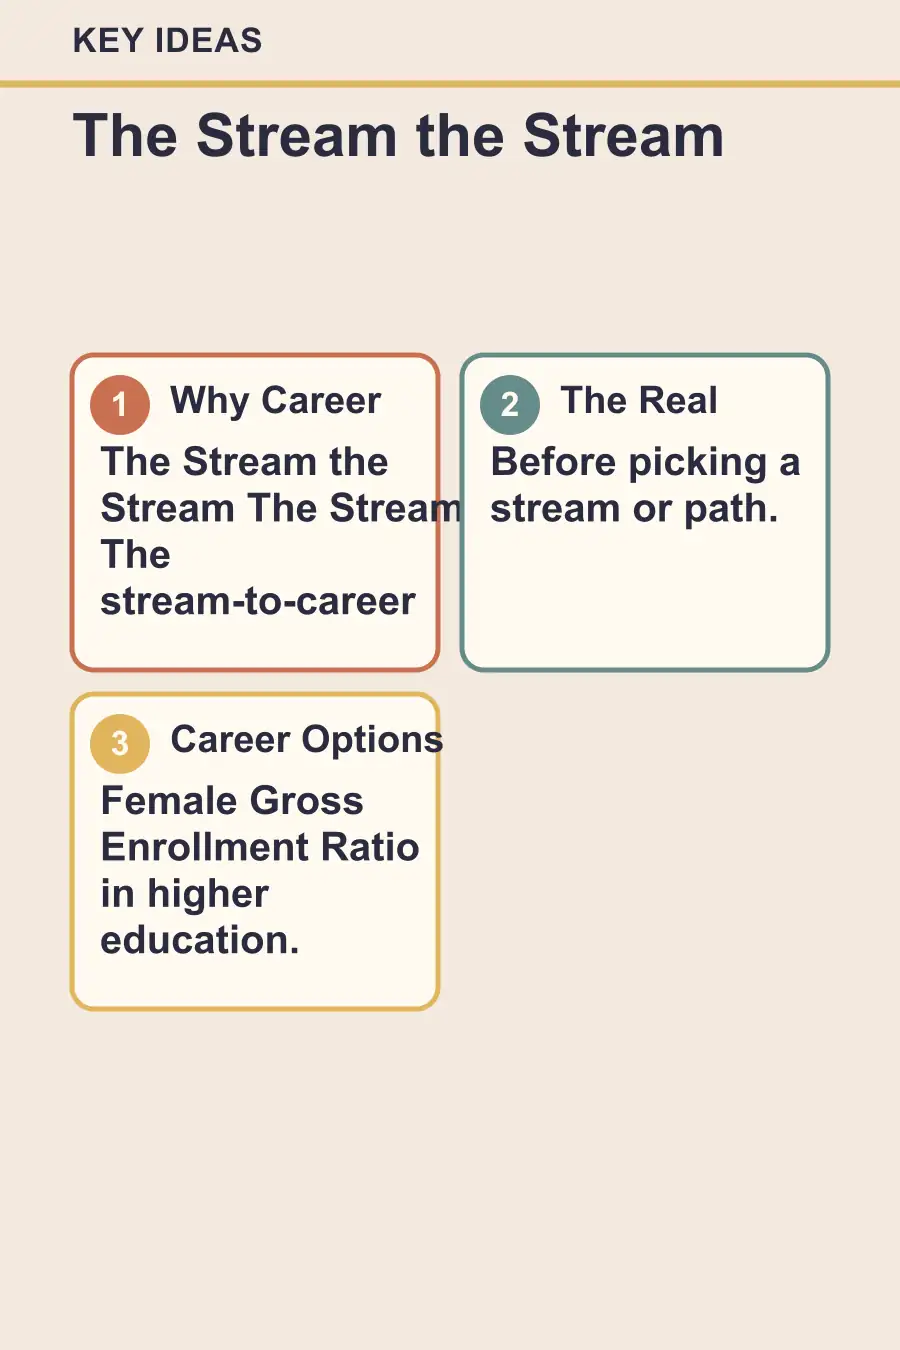 KEY IDEAS
The Stream the Stream
1 Why Career
The Stream the
Stream The Stream
The
stream-to-career
2 The Real
Before picking a
stream or path.
3 Career Options
Female Gross
Enrollment Ratio
in higher
education.